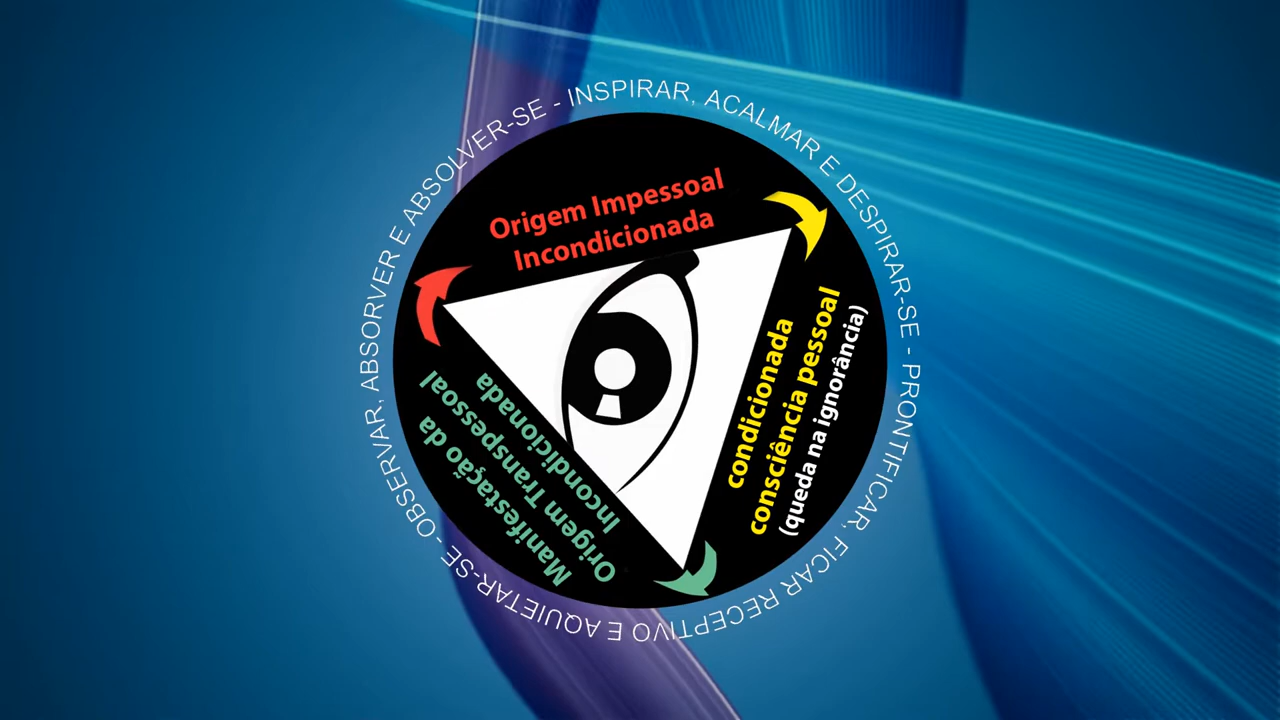 INSPIRAR, ACALMAR E DESPIRAR-SE - PRONTIFICAR, FICAR RECEPTIVO E AQUIETAR-SE - OBSERVAR, ABSORVER E ABSOLVER-SE -
Origem Impessoal
Incondicionada
condicionada
consciência pessoal
(queda na ignorância)
Manifestação da
Origem Transpessoal
Incondicionada